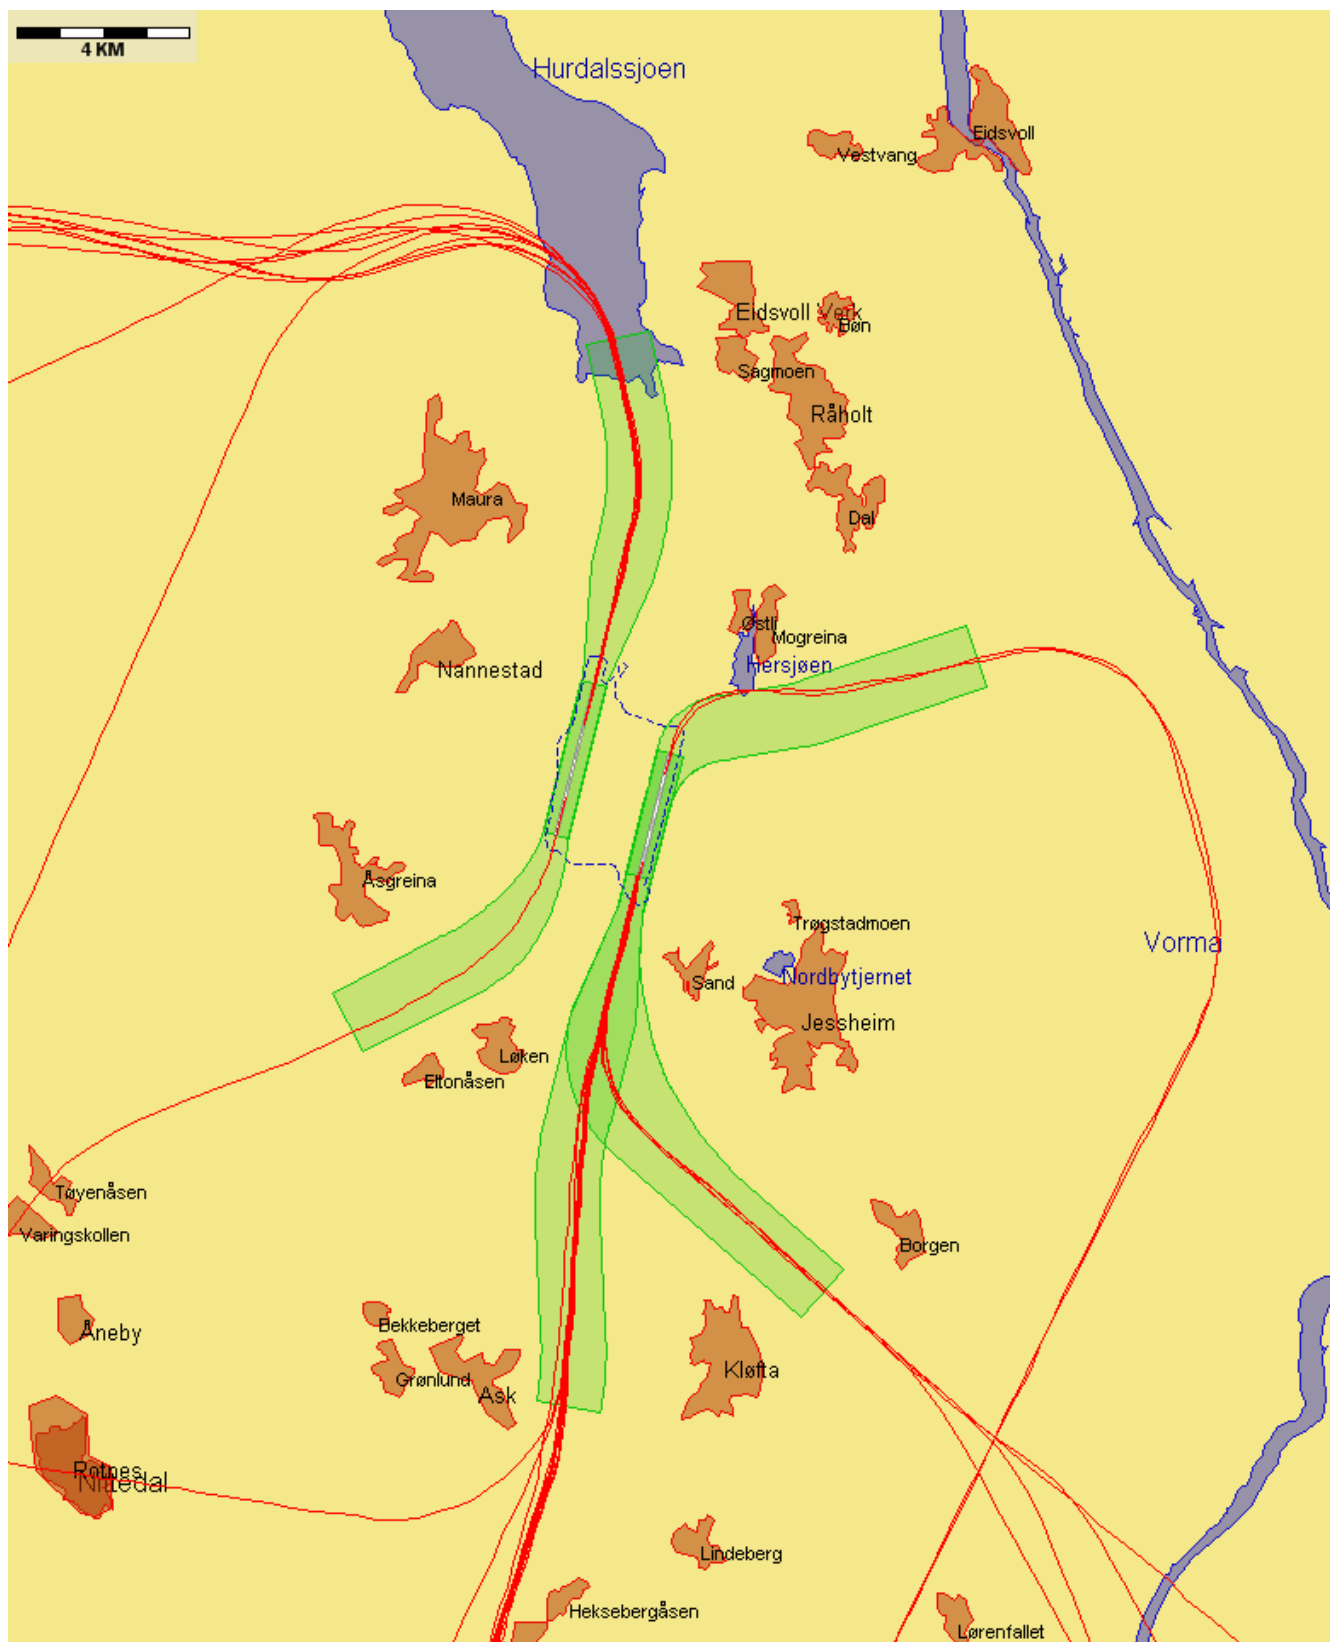 4 KM
Hurdalssjoen
Eidsvoll
Vestvang
Eidsvoll Verk
Bøn
Sagmoen
Råholt
Maura
Dal
Østli
Mogreina
Hersjøen
Nannestad
Åsgreina
Trøgstadmoen
Vorma
Nordbytjernet
Sand
Jessheim
Løken
Eltonåsen
Tøyenåsen
Varingskollen
Borgen
Bekkeberget
Åneby
Kløfta
Grønlund
Ask
Rotnes
Nittedal
Lindeberg
Heksebergåsen
Lørenfallet